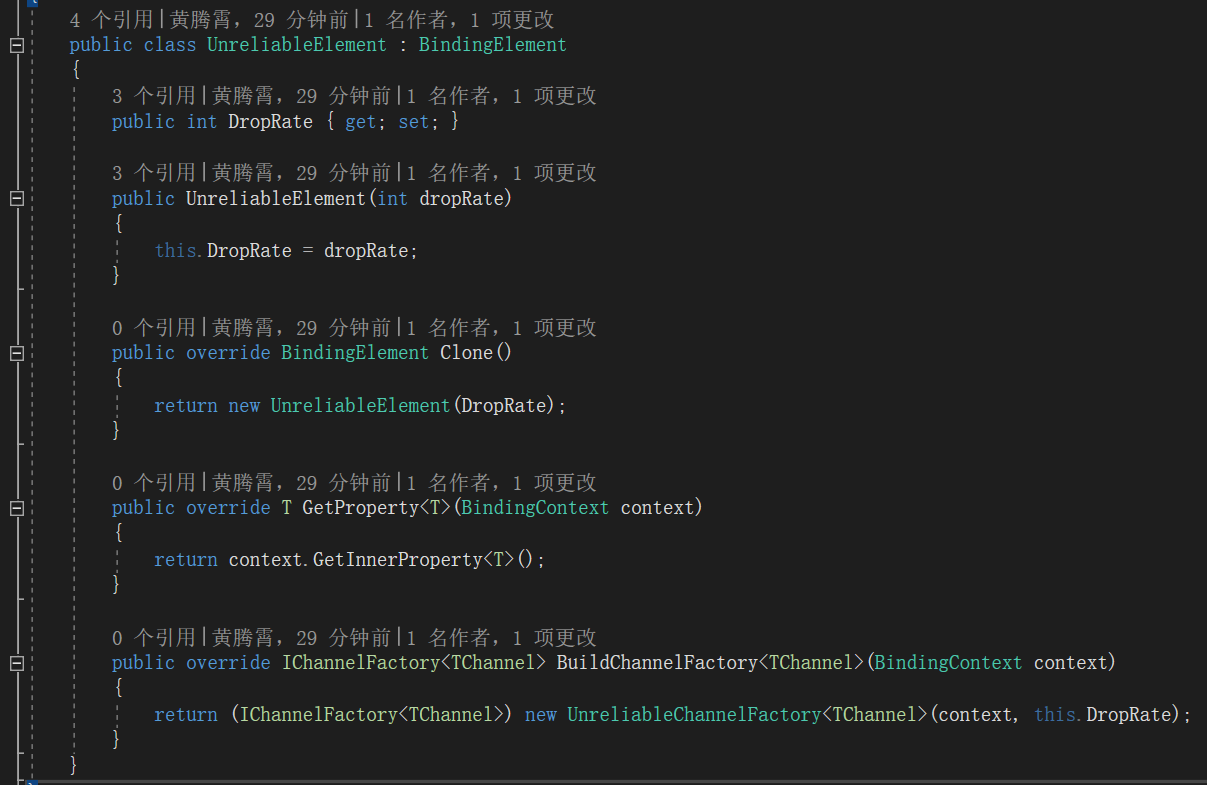 4 个引用|黄腾霄，29 分钟前|1 名作者，1 项更改
public class UnreliableElement : BindingElement
{
3 个引用|黄腾霄，29 分钟前|1 名作者，1 项更改
public int DropRate { get; set; }
3 个引用|黄腾霄，29 分钟前|1 名作者，1 项更改
public UnreliableElement(int dropRate)
{
this.DropRate = dropRate;
}
0 个引用|黄腾霄，29 分钟前|1 名作者，1 项更改
public override BindingElement Clone()
{
return new UnreliableElement(DropRate);
}
0 个引用|黄腾霄，29 分钟前|1 名作者，1 项更改
public override T GetProperty<T>(BindingContext context)
{
return context.GetInnerProperty<T>();
}
0 个引用|黄腾霄，29 分钟前|1 名作者，1 项更改
public override IChannelFactory<TChannel> BuildChannelFactory<TChannel>(BindingContext context)
{
return (IChannelFactory<TChannel>) new UnreliableChannelFactory<TChannel>(context, this.DropRate);
}
}